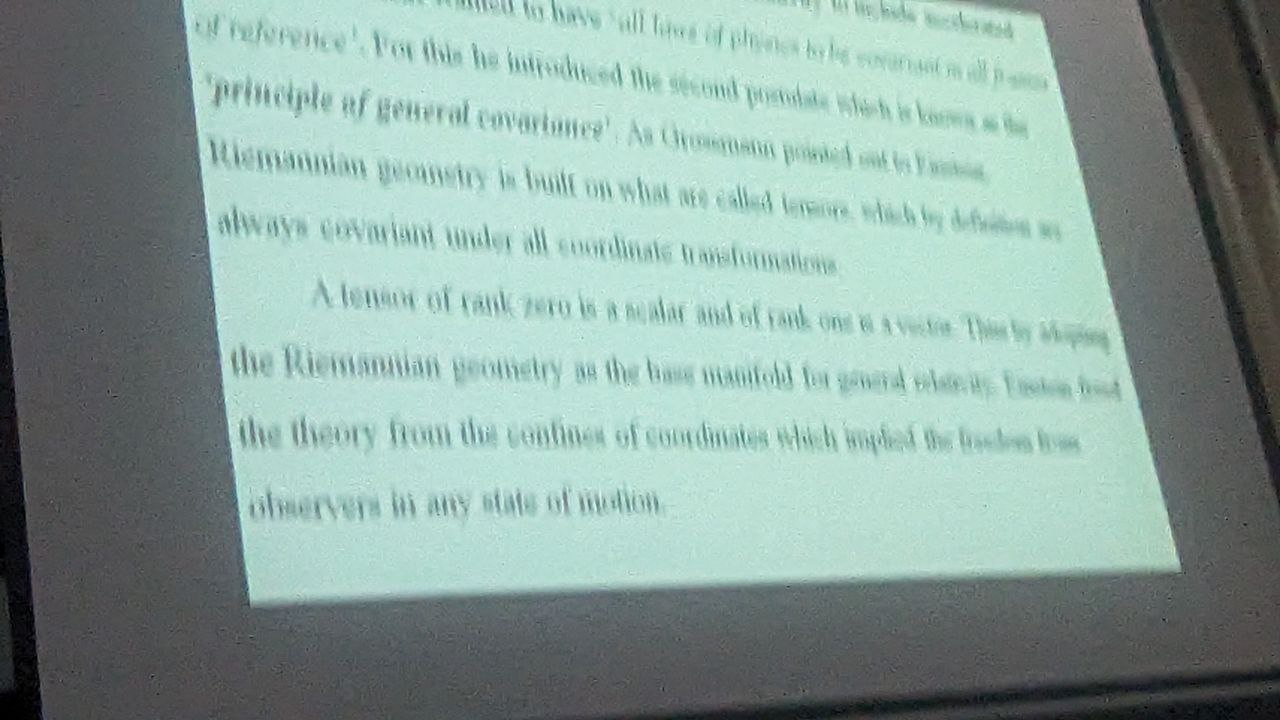 to have 'all laws of physics to be covariant in all frames
of reference'. For this he introduced the second postulate which is known as the
'principle of general covariance'. As Grossmann pointed out to Einstein,
Riemannian geometry is built on what are called tensors, which by definition are
always covariant under all coordinate transformations.
A tensor of rank zero is a scalar and of rank one is a vector. Thus by adopting
the Riemannian geometry as the base manifold for general relativity, Einstein freed
the theory from the confines of coordinates which implied the freedom from
observers in any state of motion.